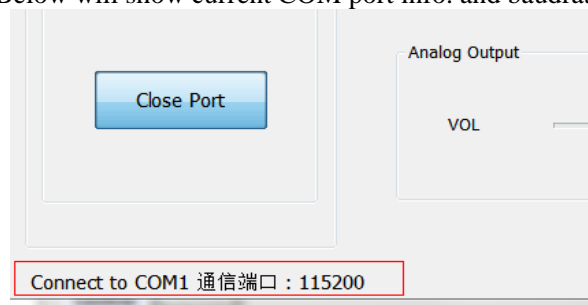 Below will show current COM port info. and baudrat
Analog Output
Close Port
VOL
Connect to COM1 通信端口：115200